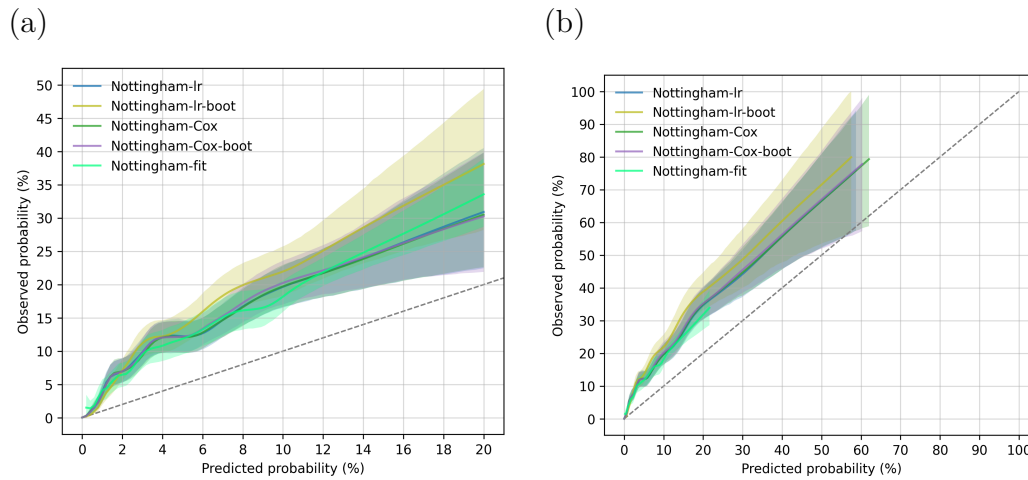 (a)
50
45
40
35
30
25
20
15
10
5
0
Observed probability (%)
Nottingham-lr
Nottingham-lr-boot
Nottingham-Cox
Nottingham-Cox-boot
Nottingham-fit
0 2 4 6 8 10 12 14 16 18 20
Predicted probability (%)
(b)
100
90
80
70
60
50
40
30
20
10
0
Observed probability (%)
Nottingham-lr
Nottingham-lr-boot
Nottingham-Cox
Nottingham-Cox-boot
Nottingham-fit
0 10 20 30 40 50 60 70 80 90 100
Predicted probability (%)